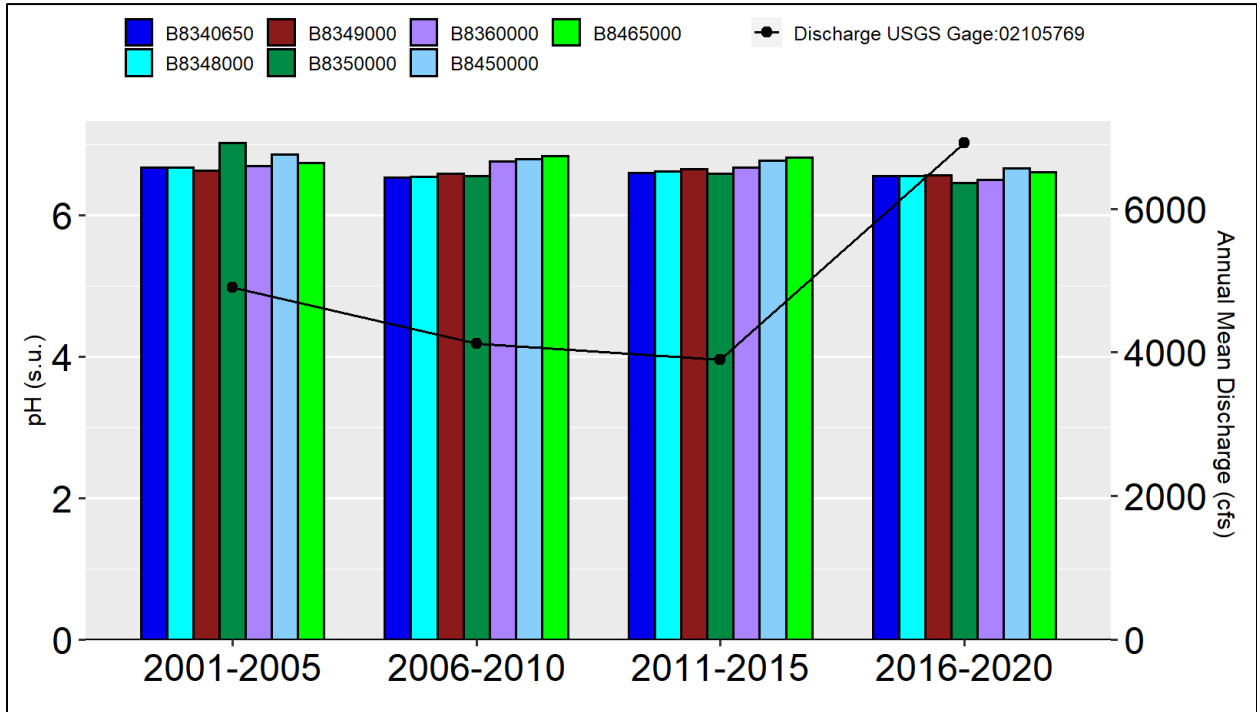 B8340650 B8349000 B8360000 B8465000 Discharge USGS Gage:02105769
B8348000 B8350000 B8450000
6
4
2
0
pH (s.u.)
6000
4000
2000
0
Annual Mean Discharge (cfs)
2001-2005 2006-2010 2011-2015 2016-2020